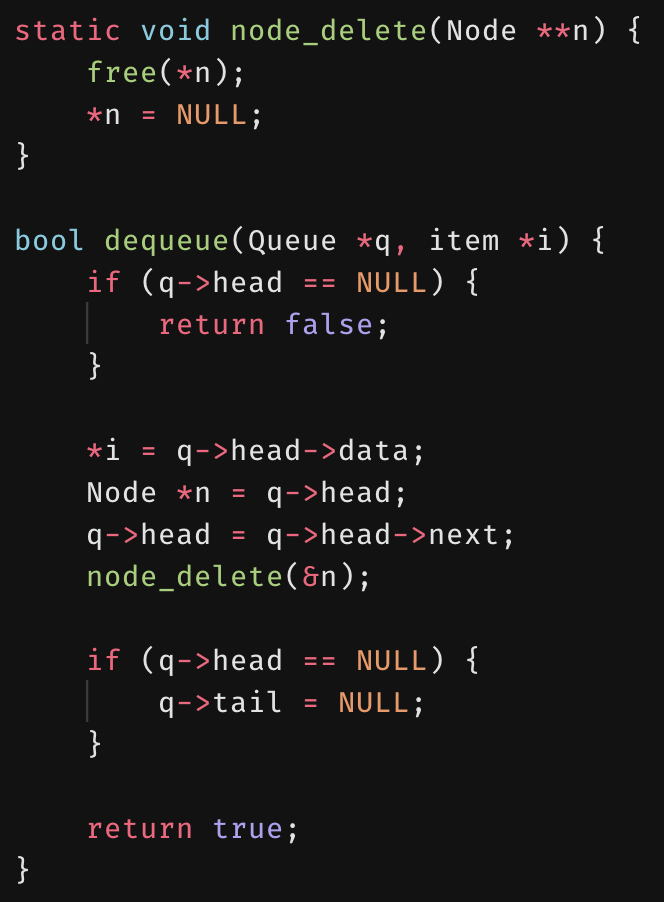 static void node_delete(Node **n) {
    free(*n);
    *n = NULL;
}

bool dequeue(Queue *q, item *i) {
    if (q->head == NULL) {
        return false;
    }

    *i = q->head->data;
    Node *n = q->head;
    q->head = q->head->next;
    node_delete(&n);

    if (q->head == NULL) {
        q->tail = NULL;
    }

    return true;
}